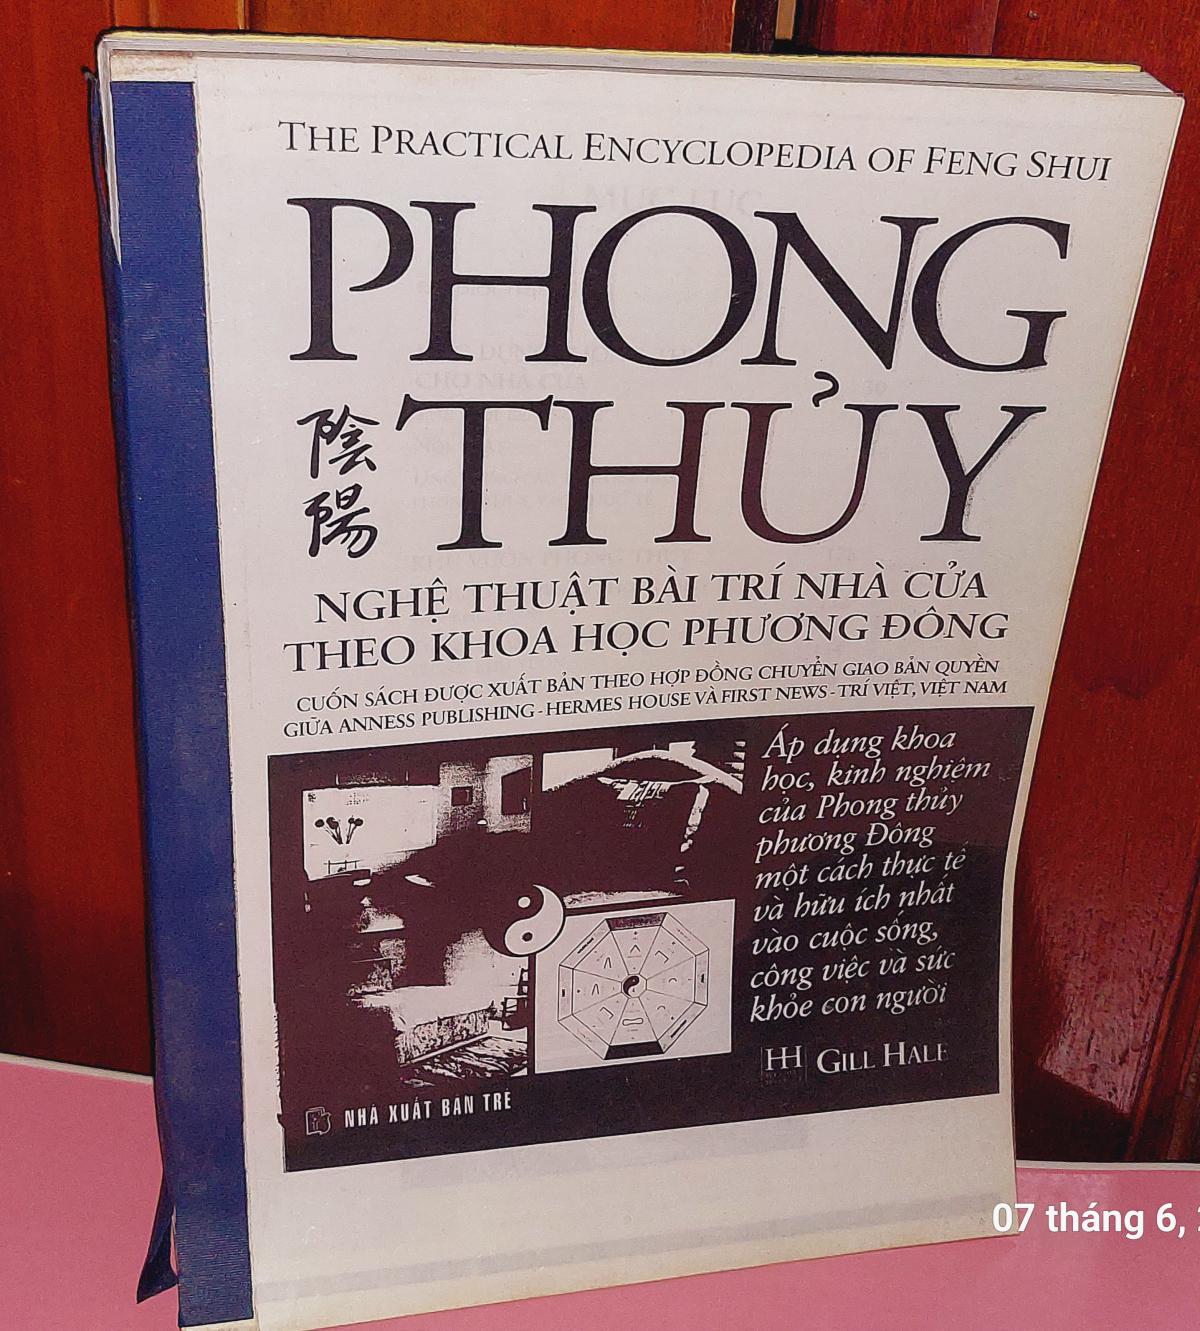 THE PRACTICAL ENCYCLOPEDIA OF FENG SHUI
PHONG
陰陽
THỦY
NGHỆ THUẬT BÀI TRÍ NHÀ CỬA
THEO KHOA HỌC PHƯƠNG ĐÔNG
CUỐN SÁCH ĐƯỢC XUẤT BẢN THEO HỢP ĐỒNG CHUYỂN GIAO BẢN QUYỀN
GIỮA ANNESS PUBLISHING - HERMES HOUSE VÀ FIRST NEWS - TRÍ VIỆT, VIỆT NAM
Áp dụng khoa
học, kinh nghiệm
của Phong thủy
phương Đông
một cách thực tế
và hữu ích nhất
vào cuộc sống,
công việc và sức
khỏe con người
HH GILL HALE
NHÀ XUẤT BẢN TRẺ
07 tháng 6,